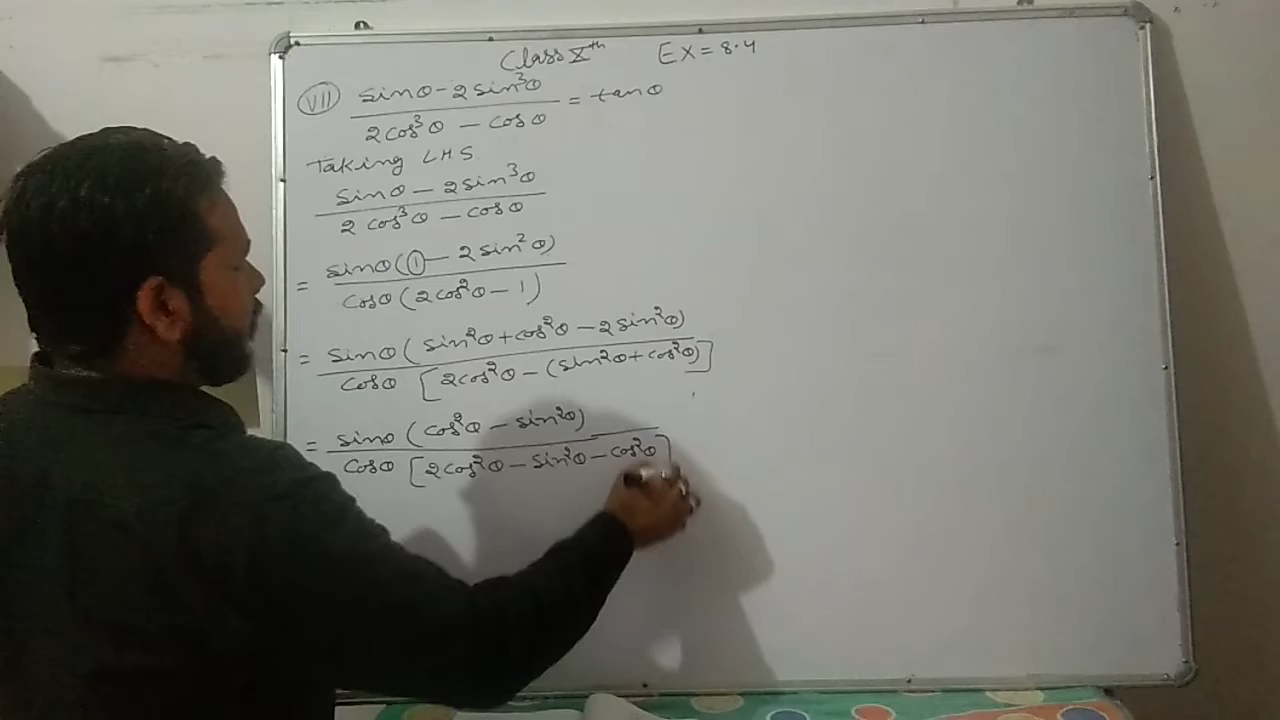 Class Xth EX = 8.4
(VII) sinθ - 2sin³θ / 2cos³θ - cosθ = tanθ
Taking LHS
sinθ - 2sin³θ
2cos³θ - cosθ
= sinθ(1 - 2sin²θ)
cosθ(2cos²θ - 1)
= sinθ(sin²θ + cos²θ - 2sin²θ)
cosθ [2cos²θ - (sin²θ + cos²θ)]
= sinθ (cos²θ - sin²θ)
cosθ [2cos²θ - sin²θ - cos²θ]